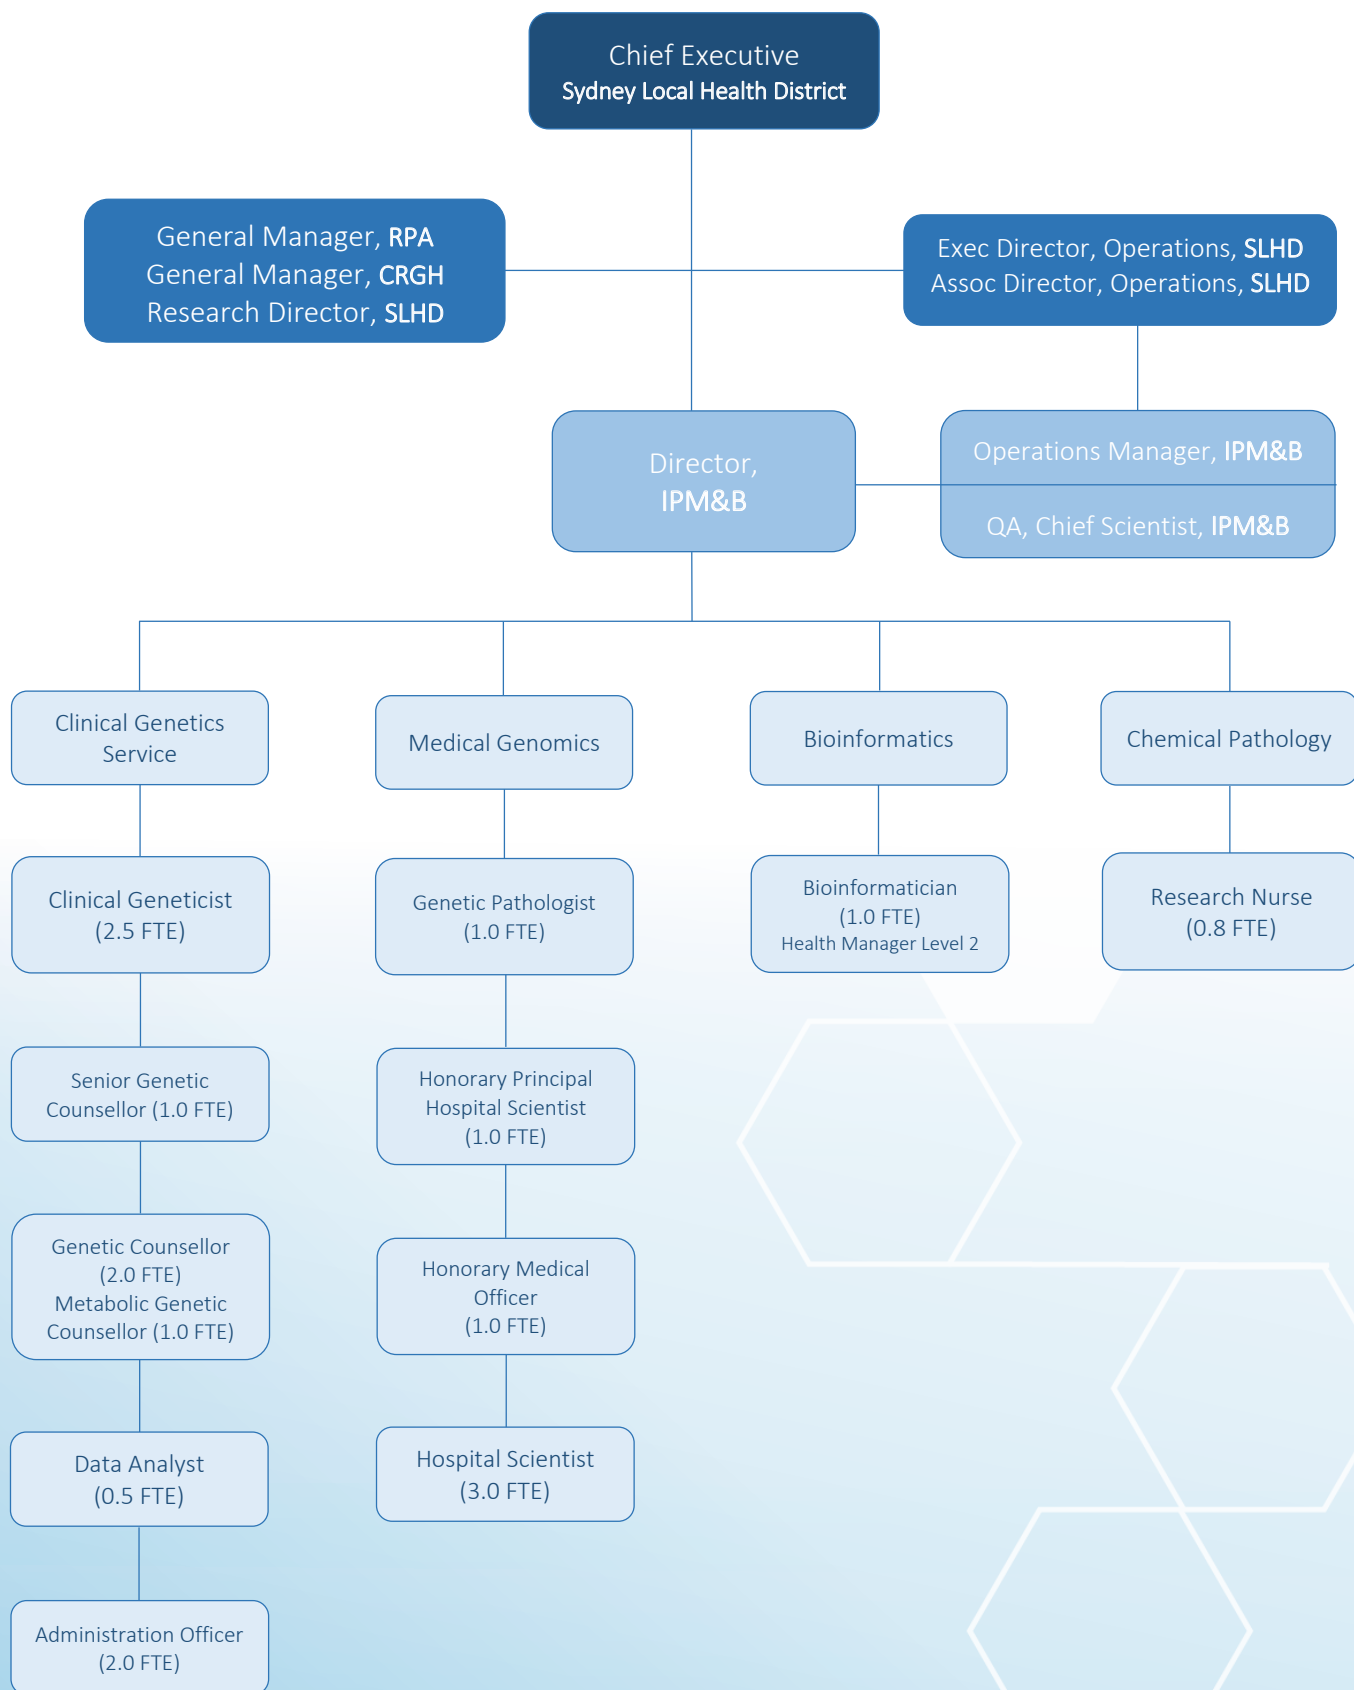 Chief Executive
Sydney Local Health District
General Manager, RPA
General Manager, CRGH
Research Director, SLHD
Exec Director, Operations, SLHD
Assoc Director, Operations, SLHD
Director,
IPM&B
Operations Manager, IPM&B
QA, Chief Scientist, IPM&B
Clinical Genetics
Service
Medical Genomics
Bioinformatics
Chemical Pathology
Clinical Geneticist
(2.5 FTE)
Genetic Pathologist
(1.0 FTE)
Bioinformatician
(1.0 FTE)
Health Manager Level 2
Research Nurse
(0.8 FTE)
Senior Genetic
Counsellor (1.0 FTE)
Honorary Principal
Hospital Scientist
(1.0 FTE)
Genetic Counsellor
(2.0 FTE)
Metabolic Genetic
Counsellor (1.0 FTE)
Honorary Medical
Officer
(1.0 FTE)
Data Analyst
(0.5 FTE)
Hospital Scientist
(3.0 FTE)
Administration Officer
(2.0 FTE)